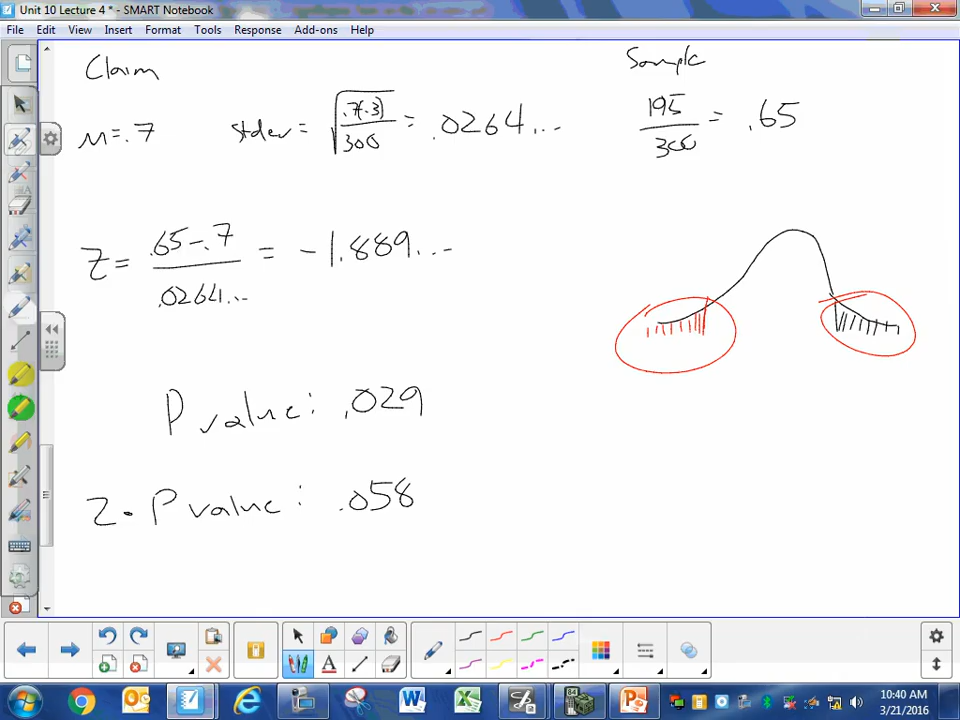 Unit 10 Lecture 4 * - SMART Notebook
File Edit View Insert Format Tools Response Add-ons Help
Claim
Sample
M=.7
stdev = √.7(.3)/300 = .0264...
195/300 = .65
Z = .65-.7/.0264... = -1.889...
P value: .029
2 • P value: .058
10:40 AM
3/21/2016